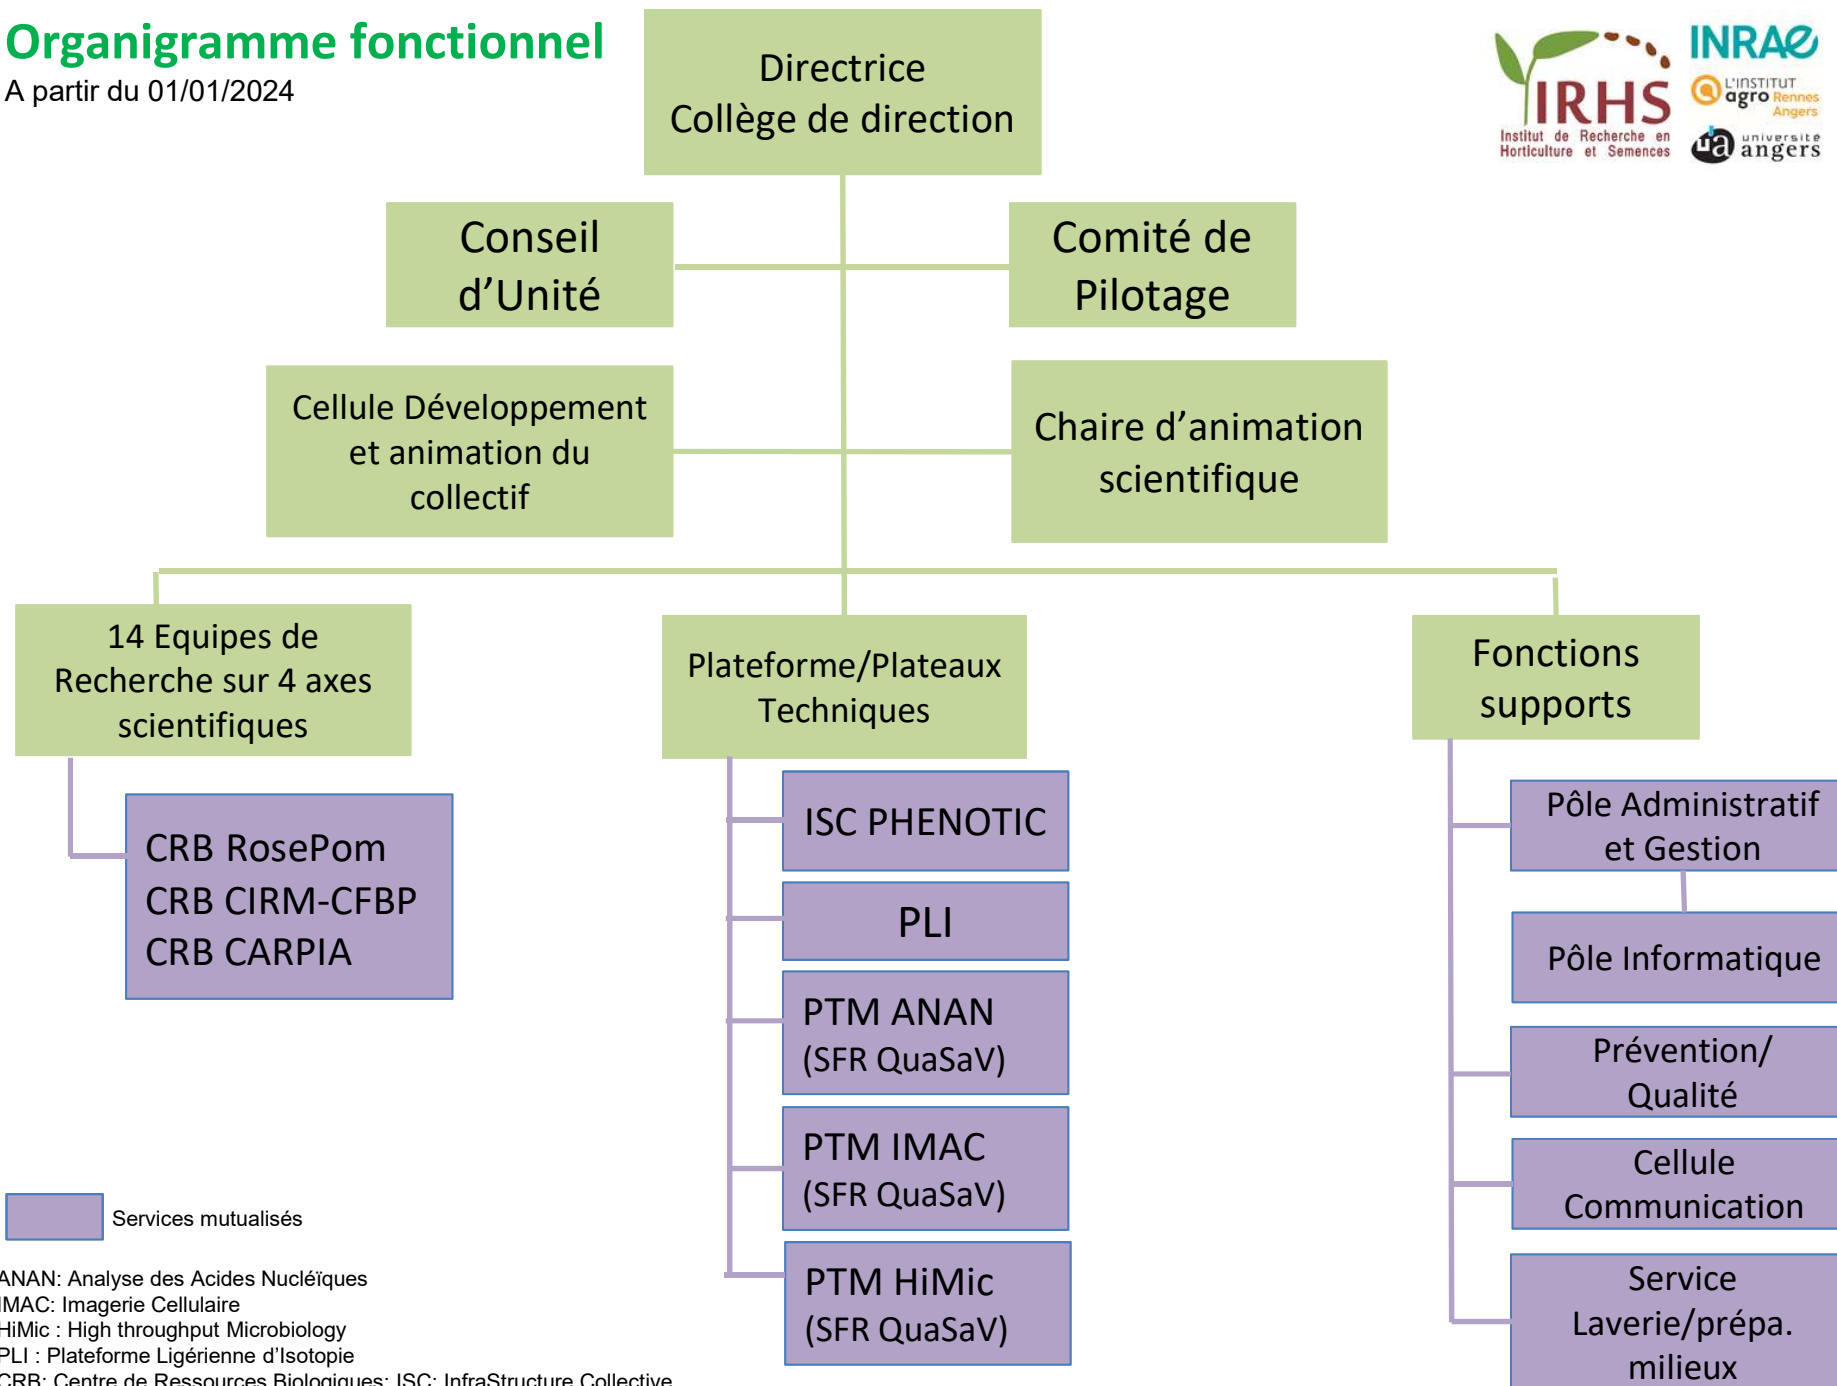 Organigramme fonctionnel
A partir du 01/01/2024
Directrice
Collège de direction
IRHS
Institut de Recherche en
Horticulture et Semences
INRAE
L'INSTITUT
agro Rennes
Angers
ua université
angers
Conseil
d’Unité
Comité de
Pilotage
Cellule Développement
et animation du
collectif
Chaire d’animation
scientifique
14 Equipes de
Recherche sur 4 axes
scientifiques
Plateforme/Plateaux
Techniques
Fonctions
supports
CRB RosePom
CRB CIRM-CFBP
CRB CARPIA
ISC PHENOTIC
PLI
PTM ANAN
(SFR QuaSaV)
PTM IMAC
(SFR QuaSaV)
PTM HiMic
(SFR QuaSaV)
Pôle Administratif
et Gestion
Pôle Informatique
Prévention/
Qualité
Cellule
Communication
Service
Laverie/prépa.
milieux
Services mutualisés
ANAN: Analyse des Acides Nucléïques
IMAC: Imagerie Cellulaire
HiMic : High throughput Microbiology
PLI : Plateforme Ligérienne d’Isotopie
CRB: Centre de Ressources Biologiques; ISC: InfraStructure Collective